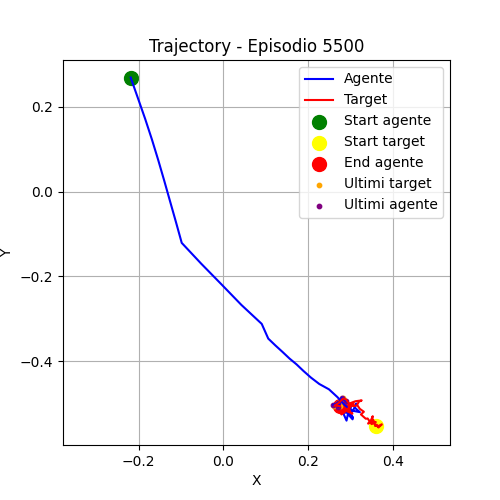 Trajectory - Episodio 5500
Agente
Target
Start agente
Start target
End agente
Ultimi target
Ultimi agente
Y
0.2
0.0
−0.2
−0.4
−0.2
0.0
0.2
0.4
X